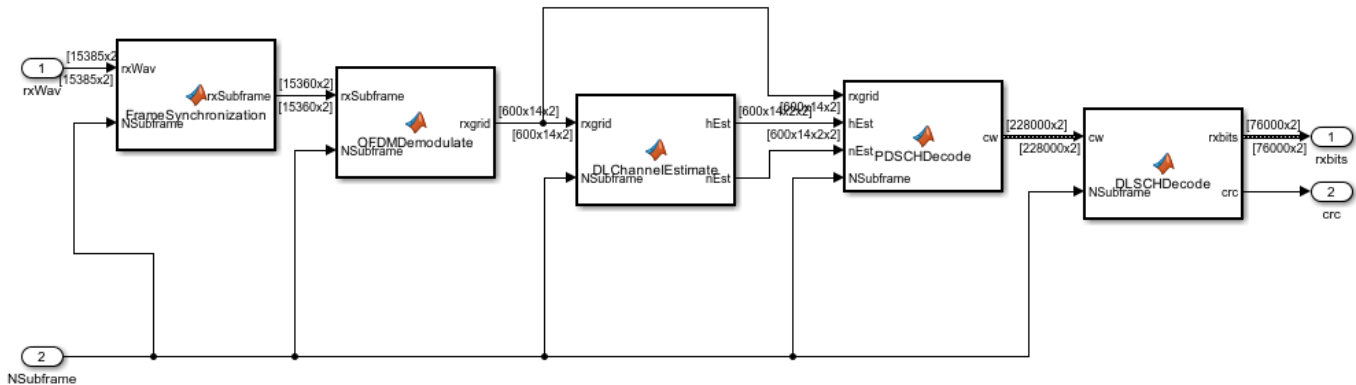 1
rxWav
[15385x2
[15385x2]
rxWav
NSubframe
rxSubframe
FrameSynchronization
[15360x2]
[15360x2]
rxSubframe
NSubframe
rxgrid
OFDMDemodulate
[600x14x2]
[600x14x2]
rxgrid
NSubframe
hEst
nEst
DLChannelEstimate
[600x14x2x2]
[600x14x2x2]
rxgrid
hEst
nEst
NSubframe
cw
PDSCHDecode
[228000x2]
[228000x2]
cw
NSubframe
rxbits
crc
DLSCHDecode
[76000x2]
[76000x2]
1
rxbits
2
crc
2
NSubframe